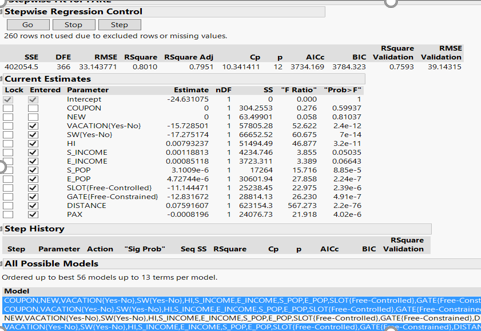 Stepwise Regression Control
Go Stop Step
260 rows not used due to excluded rows or missing values.
SSE DFE RMSE RSquare RSquare Adj Cp p AICc BIC RSquare Validation RMSE Validation
402054.5 366 33.143771 0.8010 0.7951 10.341411 12 3734.169 3784.323 0.7593 39.14315
Current Estimates
Lock Entered Parameter Estimate nDF SS "F Ratio" "Prob>F"
Intercept -24.631075 1 0 0.000 1
COUPON 0 1 304.2553 0.276 0.59937
NEW 0 1 63.49901 0.058 0.81037
VACATION(Yes-No) -15.728501 1 57805.28 52.622 2.4e-12
SW(Yes-No) -17.275174 1 66652.52 60.675 7e-14
HI 0.00793237 1 51494.49 46.877 3.2e-11
S_INCOME 0.00118813 1 4234.746 3.855 0.05035
E_INCOME 0.00085118 1 3723.311 3.389 0.06643
S_POP 3.1009e-6 1 17264 15.716 8.85e-5
E_POP 4.72744e-6 1 30601.94 27.858 2.24e-7
SLOT(Free-Controlled) -11.144471 1 25238.45 22.975 2.39e-6
GATE(Free-Constrained) -12.831672 1 28814.13 26.230 4.91e-7
DISTANCE 0.07591607 1 623154.3 567.273 2.2e-76
PAX -0.0008196 1 24076.73 21.918 4.02e-6
Step History
Step Parameter Action "Sig Prob" Seq SS RSquare Cp p AICc BIC RSquare Validation
All Possible Models
Ordered up to best 56 models up to 13 terms per model.
Model
COUPON,NEW,VACATION(Yes-No),SW(Yes-No),HI,S_INCOME,E_INCOME,S_POP,E_POP,SLOT(Free-Controlled),GATE(Free-Constra
COUPON,VACATION(Yes-No),SW(Yes-No),HI,S_INCOME,E_INCOME,S_POP,E_POP,SLOT(Free-Controlled),GATE(Free-Constrained
NEW,VACATION(Yes-No),SW(Yes-No),HI,S_INCOME,E_INCOME,S_POP,E_POP,SLOT(Free-Controlled),GATE(Free-Constrained),D
VACATION(Yes-No),SW(Yes-No),HI,S_INCOME,E_INCOME,S_POP,E_POP,SLOT(Free-Controlled),GATE(Free-Constrained),DISTAN